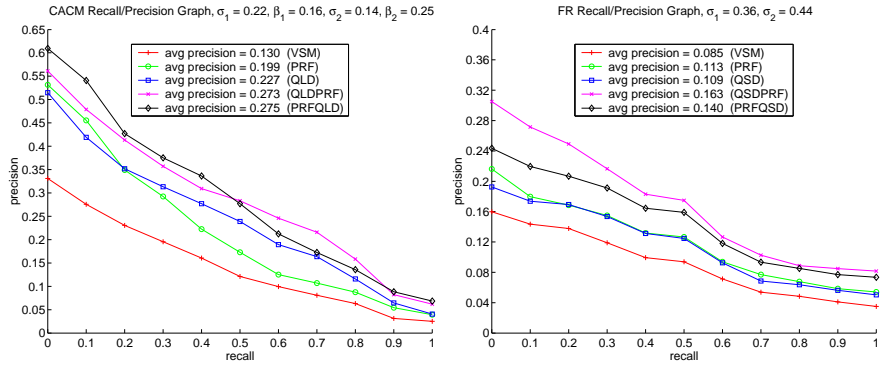 CACM Recall/Precision Graph, σ1 = 0.22, β1 = 0.16, σ2 = 0.14, β2 = 0.25
avg precision = 0.130 (VSM)
avg precision = 0.199 (PRF)
avg precision = 0.227 (QLD)
avg precision = 0.273 (QLDPRF)
avg precision = 0.275 (PRFQLD)
precision
0.65
0.6
0.55
0.5
0.45
0.4
0.35
0.3
0.25
0.2
0.15
0.1
0.05
0
0 0.1 0.2 0.3 0.4 0.5 0.6 0.7 0.8 0.9 1
recall
FR Recall/Precision Graph, σ1 = 0.36, σ2 = 0.44
avg precision = 0.085 (VSM)
avg precision = 0.113 (PRF)
avg precision = 0.109 (QSD)
avg precision = 0.163 (QSDPRF)
avg precision = 0.140 (PRFQSD)
precision
0.4
0.36
0.32
0.28
0.24
0.2
0.16
0.12
0.08
0.04
0
0 0.1 0.2 0.3 0.4 0.5 0.6 0.7 0.8 0.9 1
recall